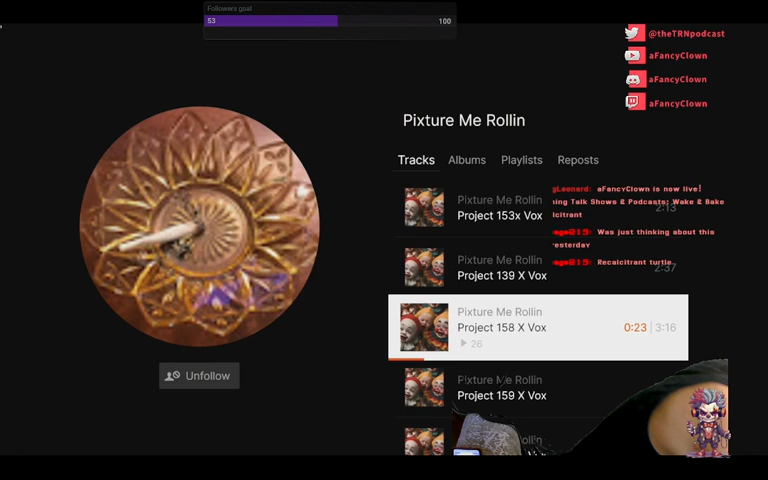 Followers goal
53
100
@theTRNpodcast
aFancyClown
aFancyClown
aFancyClown
Pixture Me Rollin
Tracks
Albums
Playlists
Reposts
Pixture Me Rollin
Project 153x Vox
2:13
aFancyClown is now live!
ing Talk Shows & Podcasts: Wake & Bake
lcitrant
Was just thinking about this
esterday
Recalcitrant turtle
Pixture Me Rollin
Project 139 X Vox
2:37
Pixture Me Rollin
Project 158 X Vox
0:23 | 3:16
26
Pixture Me Rollin
Project 159 X Vox
Unfollow